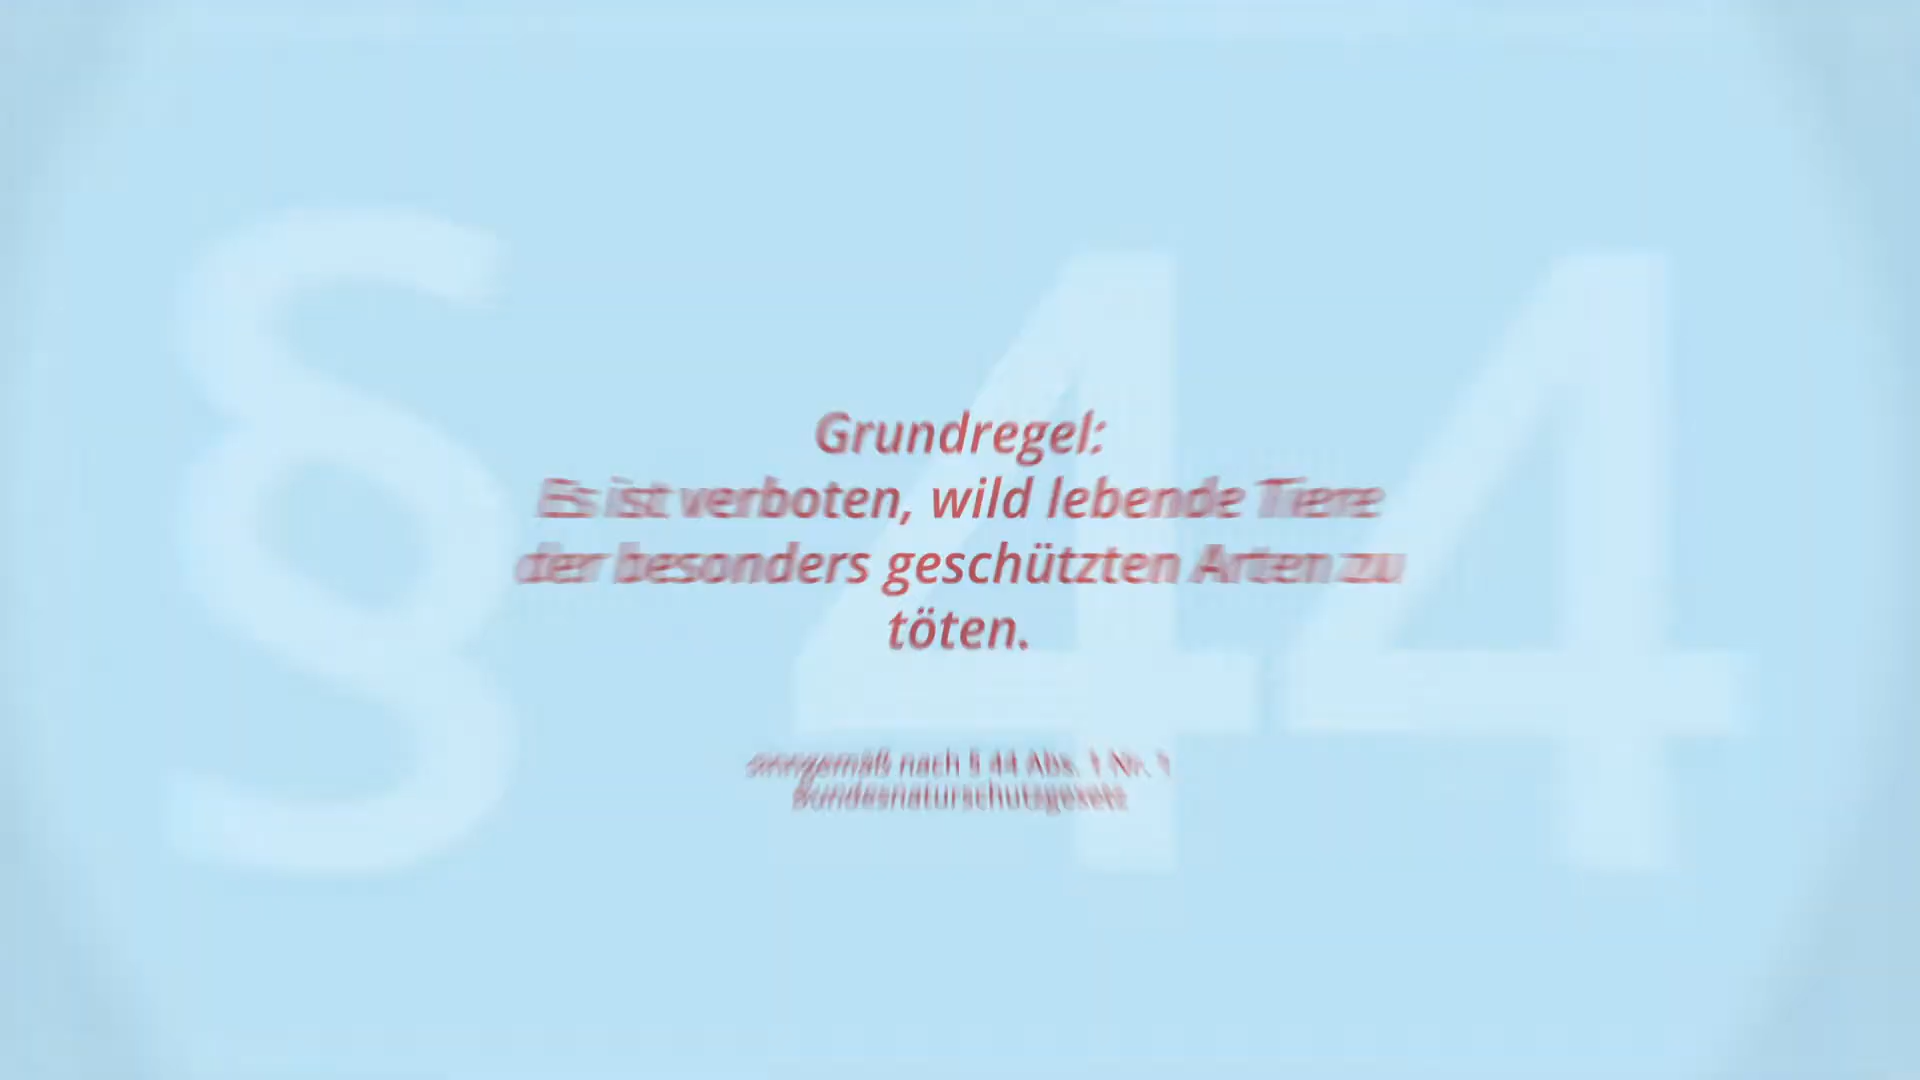 § 44
Grundregel:
Es ist verboten, wild lebende Tiere
der besonders geschützten Arten zu
töten.
sinngemäß nach § 44 Abs. 1 Nr. 1
Bundesnaturschutzgesetz